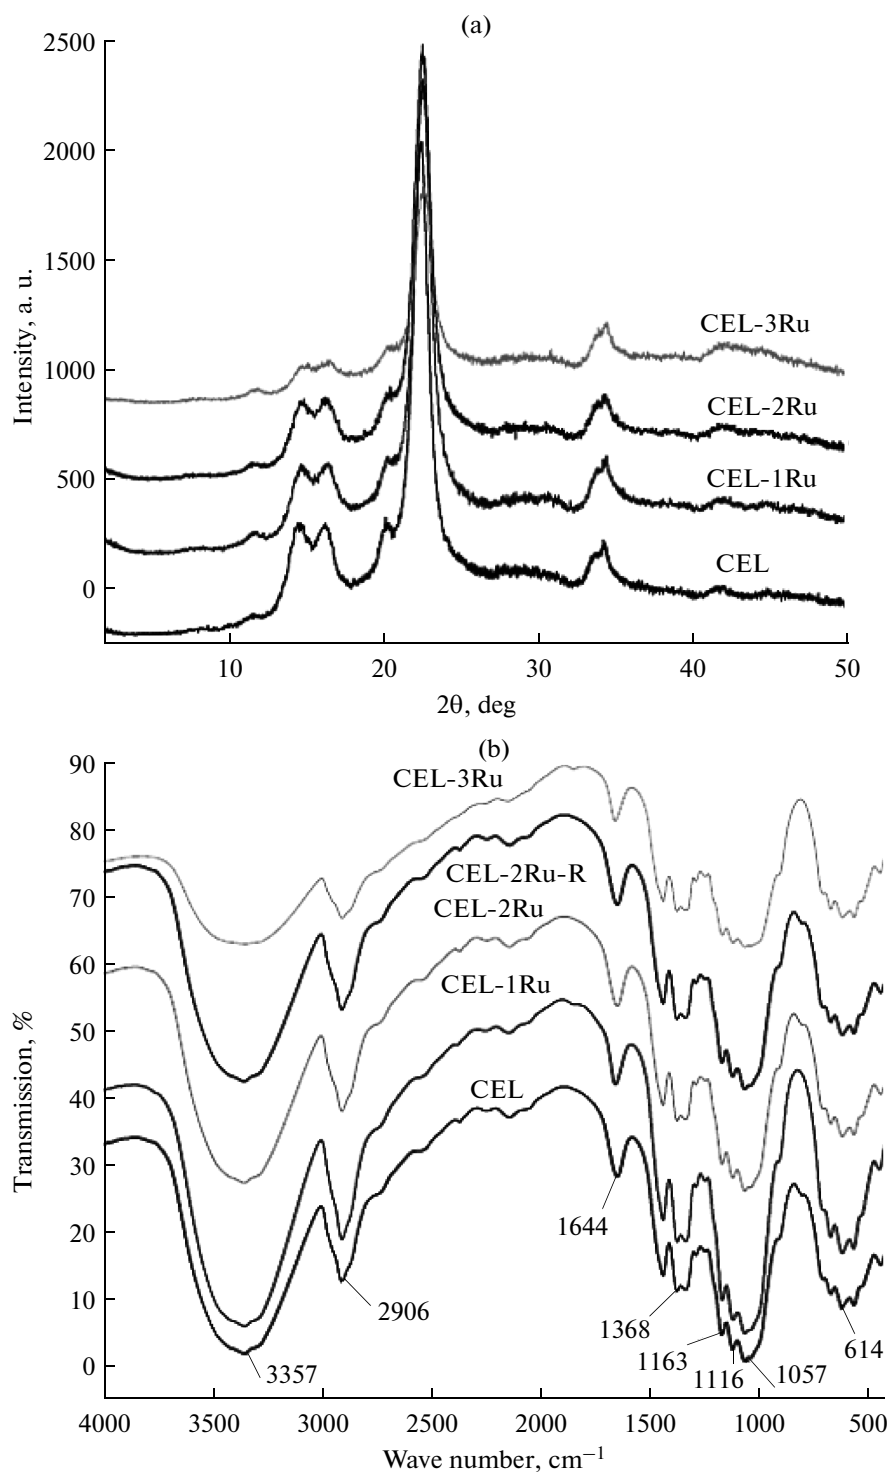 (a)
2500
2000
1500
1000
500
0
Intensity, a. u.
CEL-3Ru
CEL-2Ru
CEL-1Ru
CEL
10 20 30 40 50
2θ, deg
(b)
90
80
70
60
50
40
30
20
10
0
Transmission, %
CEL-3Ru
CEL-2Ru-R
CEL-2Ru
CEL-1Ru
CEL
1644
2906
1368
614
1163
3357
1116
1057
4000 3500 3000 2500 2000 1500 1000 500
Wave number, cm⁻¹